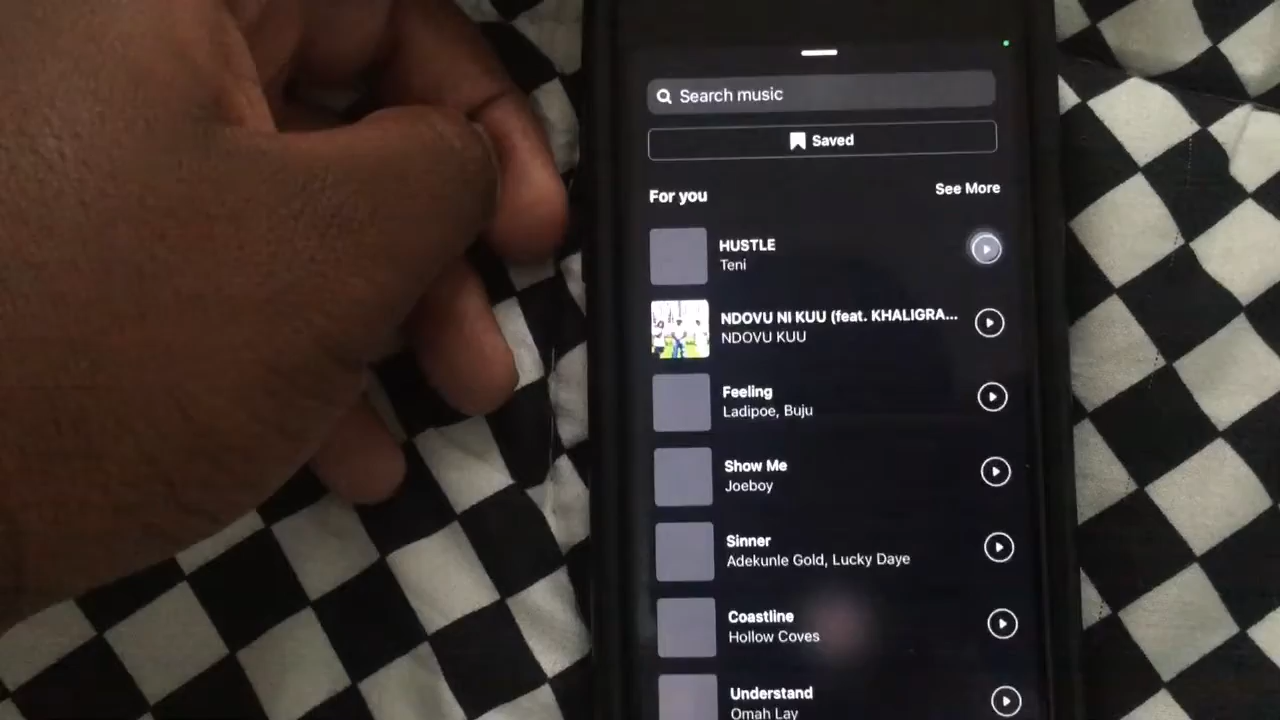 Search music
Saved
For you
See More
HUSTLE
Teni
NDOVU NI KUU (feat. KHALIGRA...
NDOVU KUU
Feeling
Ladipoe, Buju
Show Me
Joeboy
Sinner
Adekunle Gold, Lucky Daye
Coastline
Hollow Coves
Understand
Omah Lay